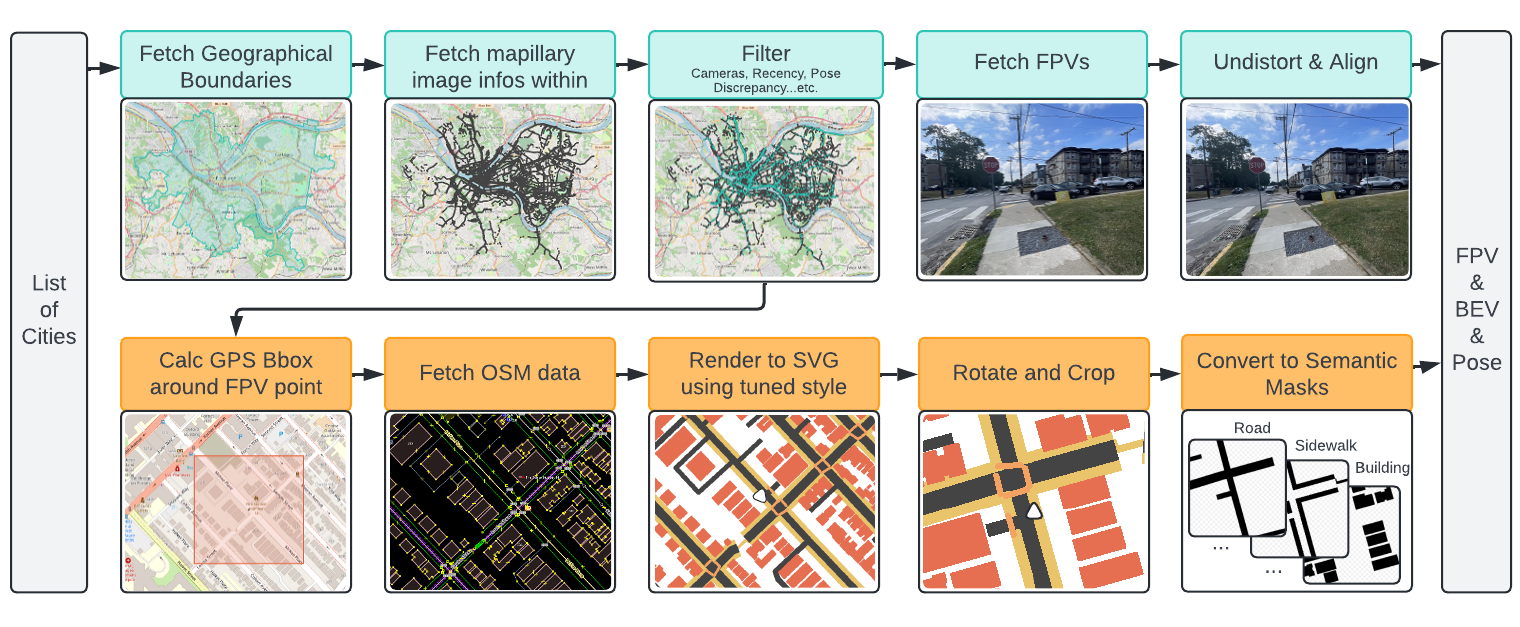 List
of
Cities
Fetch Geographical
Boundaries
Fetch mapillary
image infos within
Filter
Cameras, Recency, Pose
Discrepancy...etc.
Fetch FPVs
Undistort & Align
STOP
STOP
Calc GPS Bbox
around FPV point
Fetch OSM data
Render to SVG
using tuned style
Rotate and Crop
Convert to Semantic
Masks
Road
Sidewalk
Building
...
...
FPV
&
BEV
&
Pose